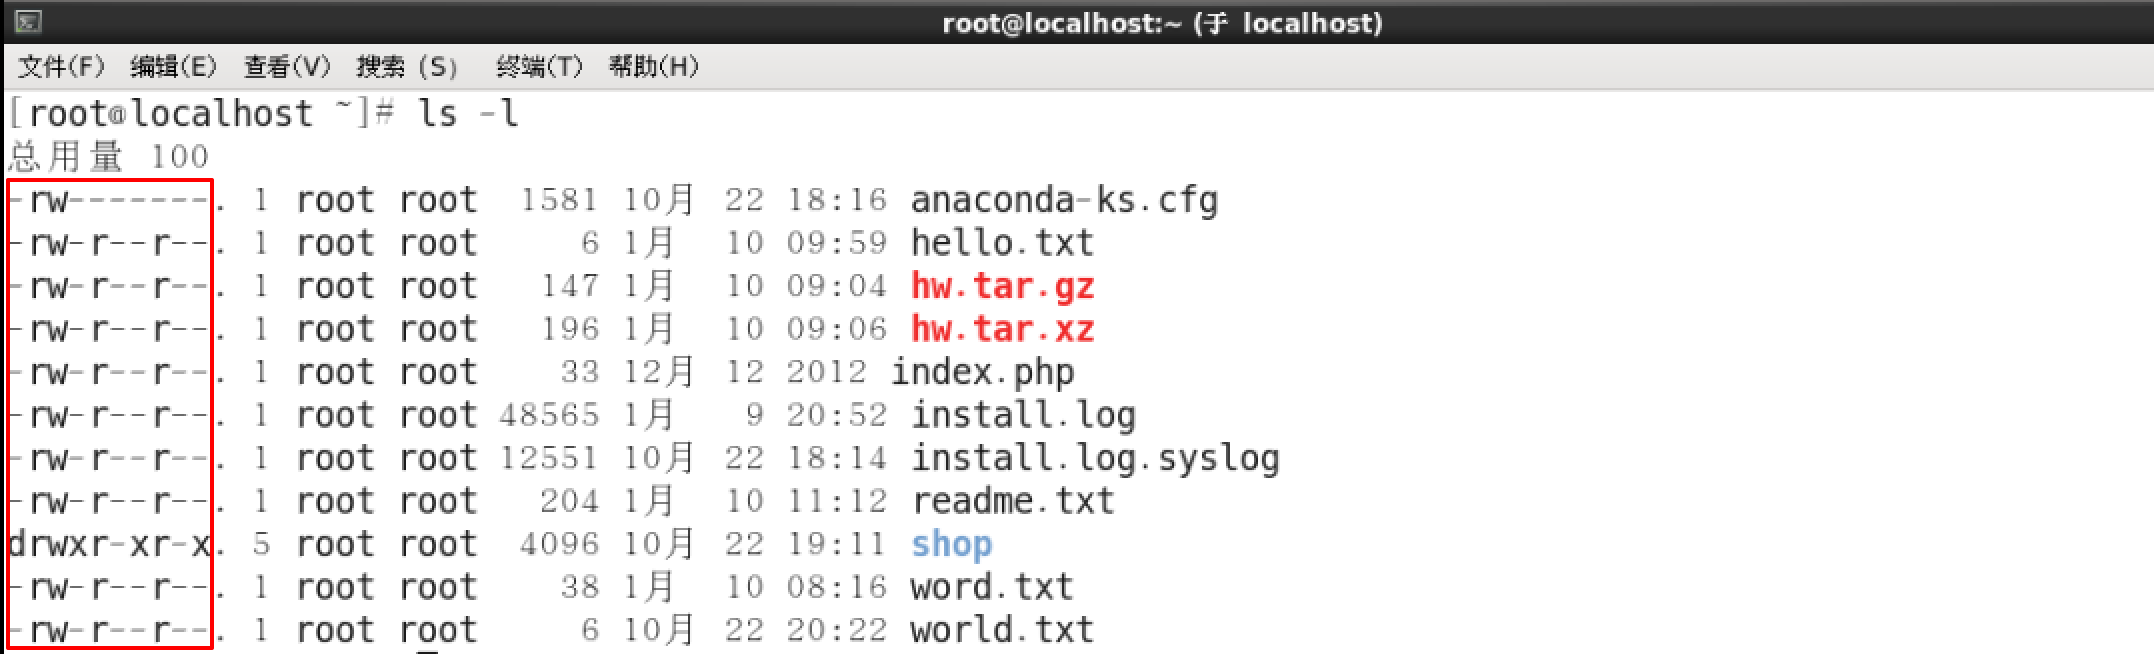 root@localhost:~ (于 localhost)
文件(F) 编辑(E) 查看(V) 搜索 (S) 终端(T) 帮助(H)
[root@localhost ~]# ls -l
总用量 100
-rw-------. 1 root root  1581 10月  22 18:16 anaconda-ks.cfg
-rw-r--r--. 1 root root     6 1月   10 09:59 hello.txt
-rw-r--r--. 1 root root   147 1月   10 09:04 hw.tar.gz
-rw-r--r--. 1 root root   196 1月   10 09:06 hw.tar.xz
-rw-r--r--. 1 root root    33 12月  12 2012 index.php
-rw-r--r--. 1 root root 48565 1月    9 20:52 install.log
-rw-r--r--. 1 root root 12551 10月  22 18:14 install.log.syslog
-rw-r--r--. 1 root root   204 1月   10 11:12 readme.txt
drwxr-xr-x. 5 root root  4096 10月  22 19:11 shop
-rw-r--r--. 1 root root    38 1月   10 08:16 word.txt
-rw-r--r--. 1 root root     6 10月  22 20:22 world.txt